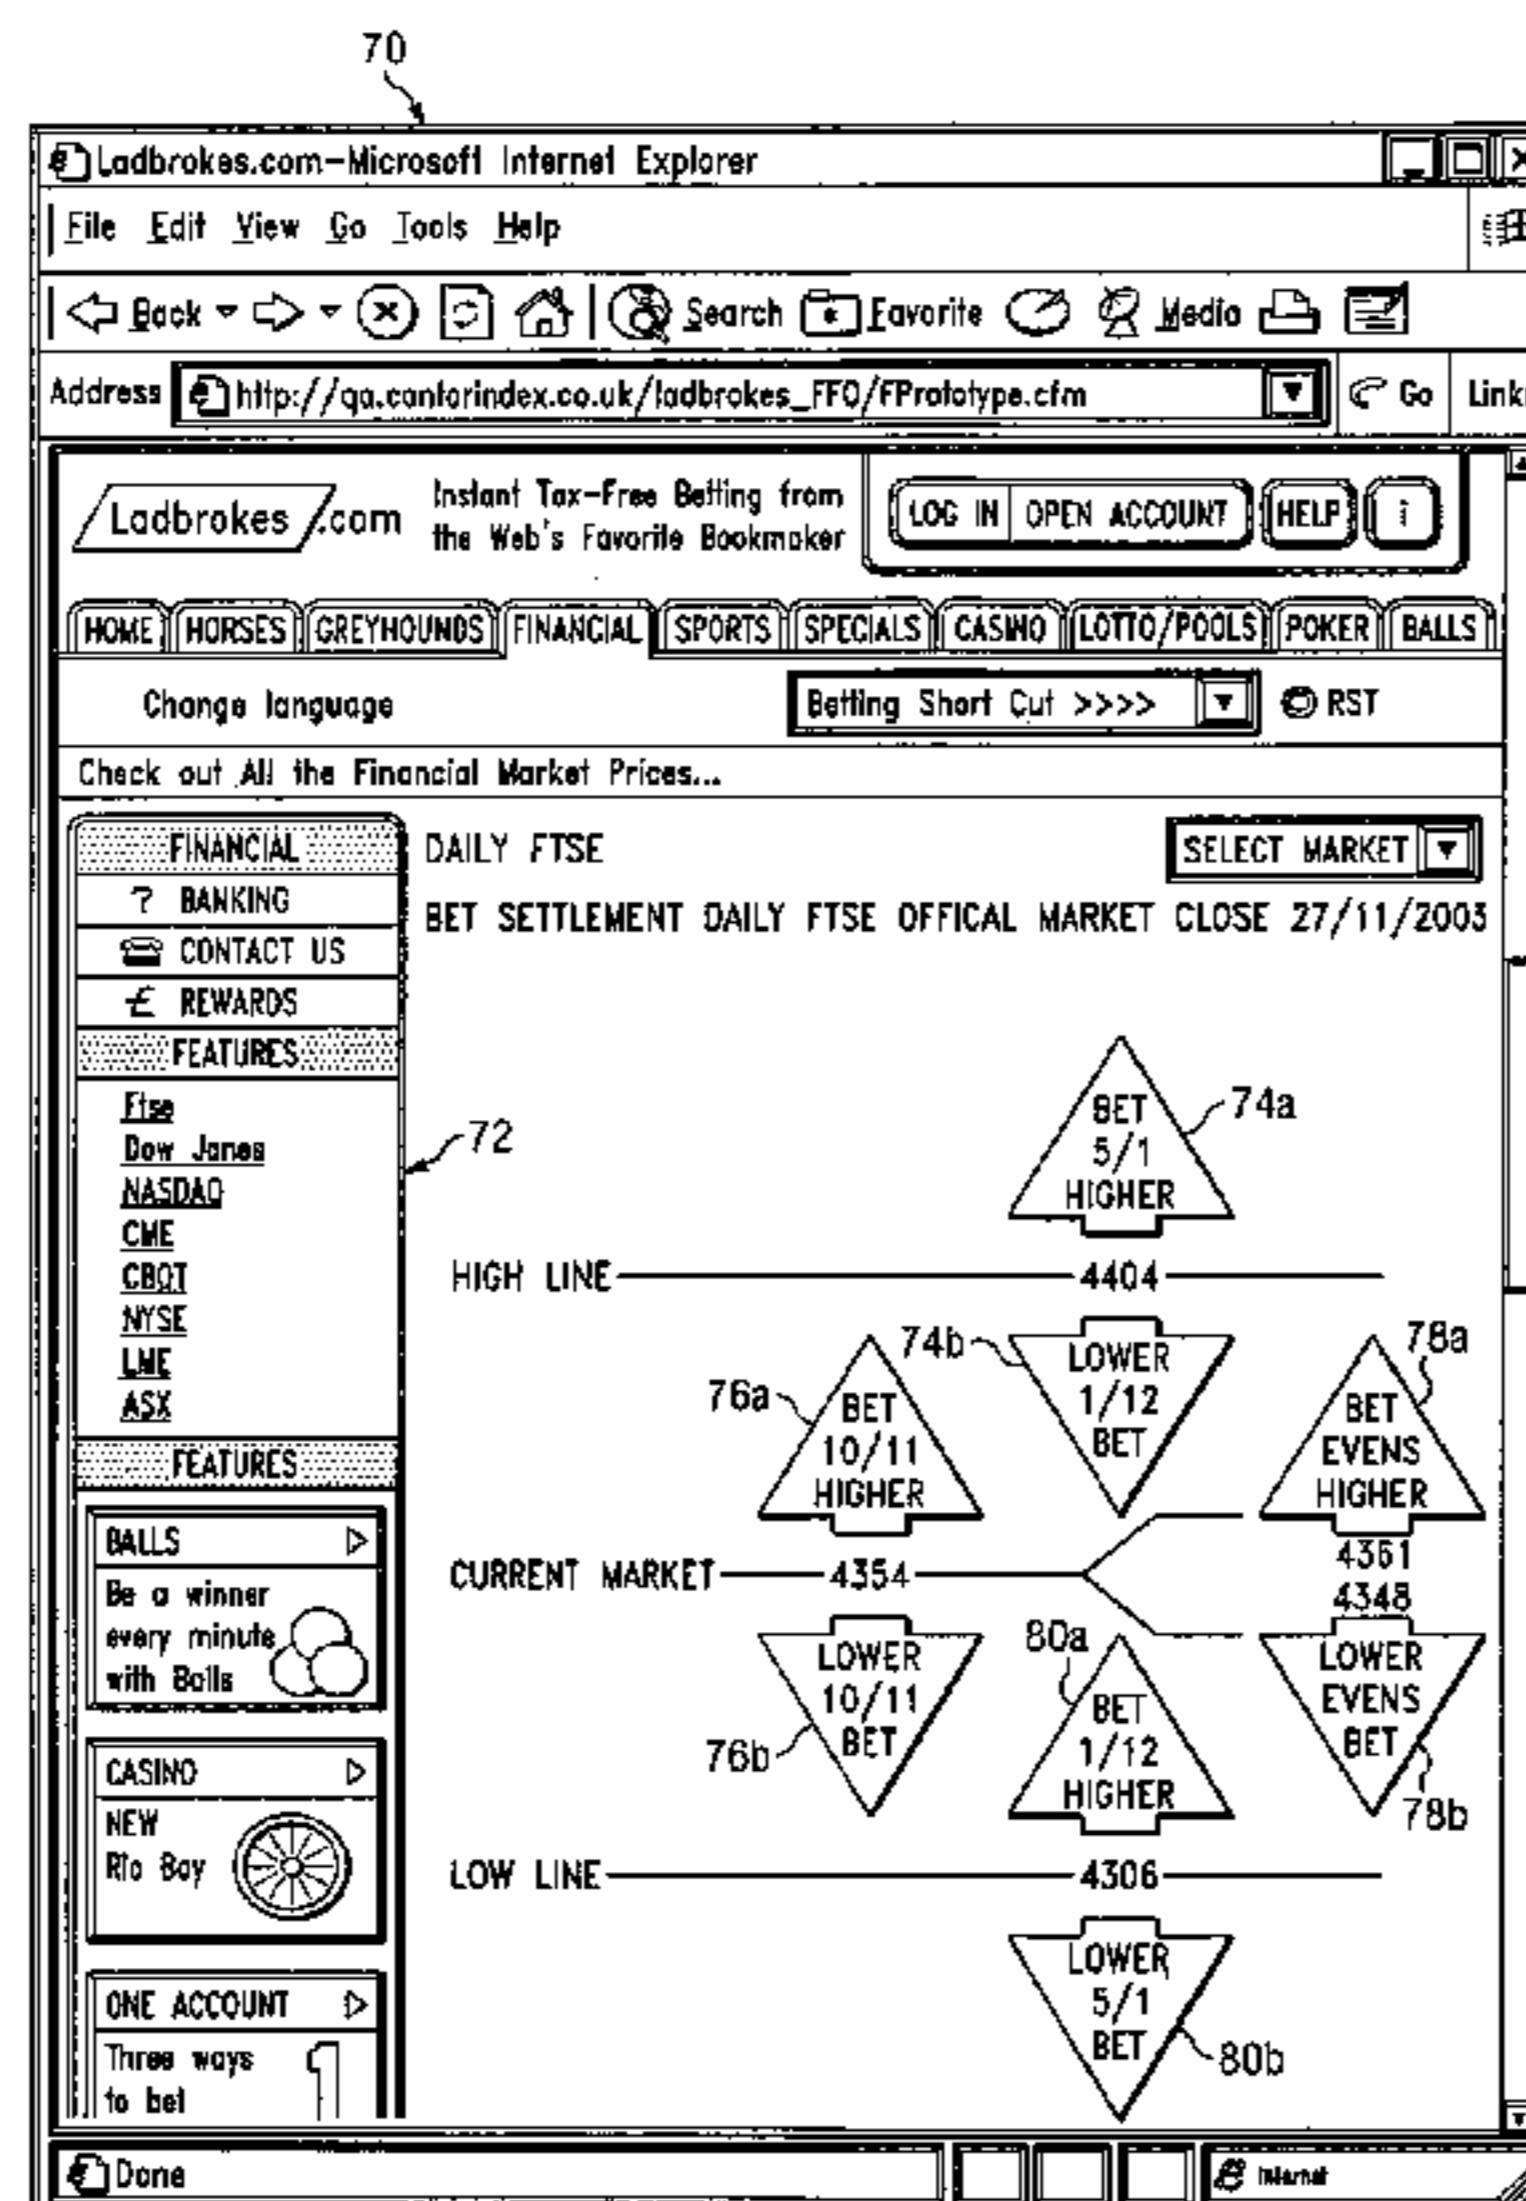 70
Ladbrokes.com-Microsoft Internet Explorer
File Edit View Go Tools Help
Back Search Favorite Media
Address http://qa.cantorindex.co.uk/ladbrokes_FFO/FPrototype.cfm Go Link
Ladbrokes.com
Instant Tax-Free Betting from
the Web's Favorite Bookmaker
LOG IN OPEN ACCOUNT HELP i
HOME HORSES GREYHOUNDS FINANCIAL SPORTS SPECIALS CASINO LOTTO/POOLS POKER BALLS
Change language Betting Short Cut >>>> RST
Check out All the Financial Market Prices...
FINANCIAL
? BANKING
CONTACT US
£ REWARDS
FEATURES
Ftse
Dow Jones
NASDAQ
CME
CBOT
NYSE
LME
ASX
FEATURES
BALLS
Be a winner
every minute
with Balls
CASINO
NEW
Rio Bay
ONE ACCOUNT
Three ways
to bet
1
72
DAILY FTSE SELECT MARKET
BET SETTLEMENT DAILY FTSE OFFICAL MARKET CLOSE 27/11/2003
BET
5/1
HIGHER
74a
HIGH LINE 4404
74b
LOWER
1/12
BET
76a
BET
10/11
HIGHER
78a
BET
EVENS
HIGHER
CURRENT MARKET 4354
4361
4348
LOWER
10/11
BET
76b
80a
BET
1/12
HIGHER
LOWER
EVENS
BET
78b
LOW LINE 4306
LOWER
5/1
BET
80b
Done Internet